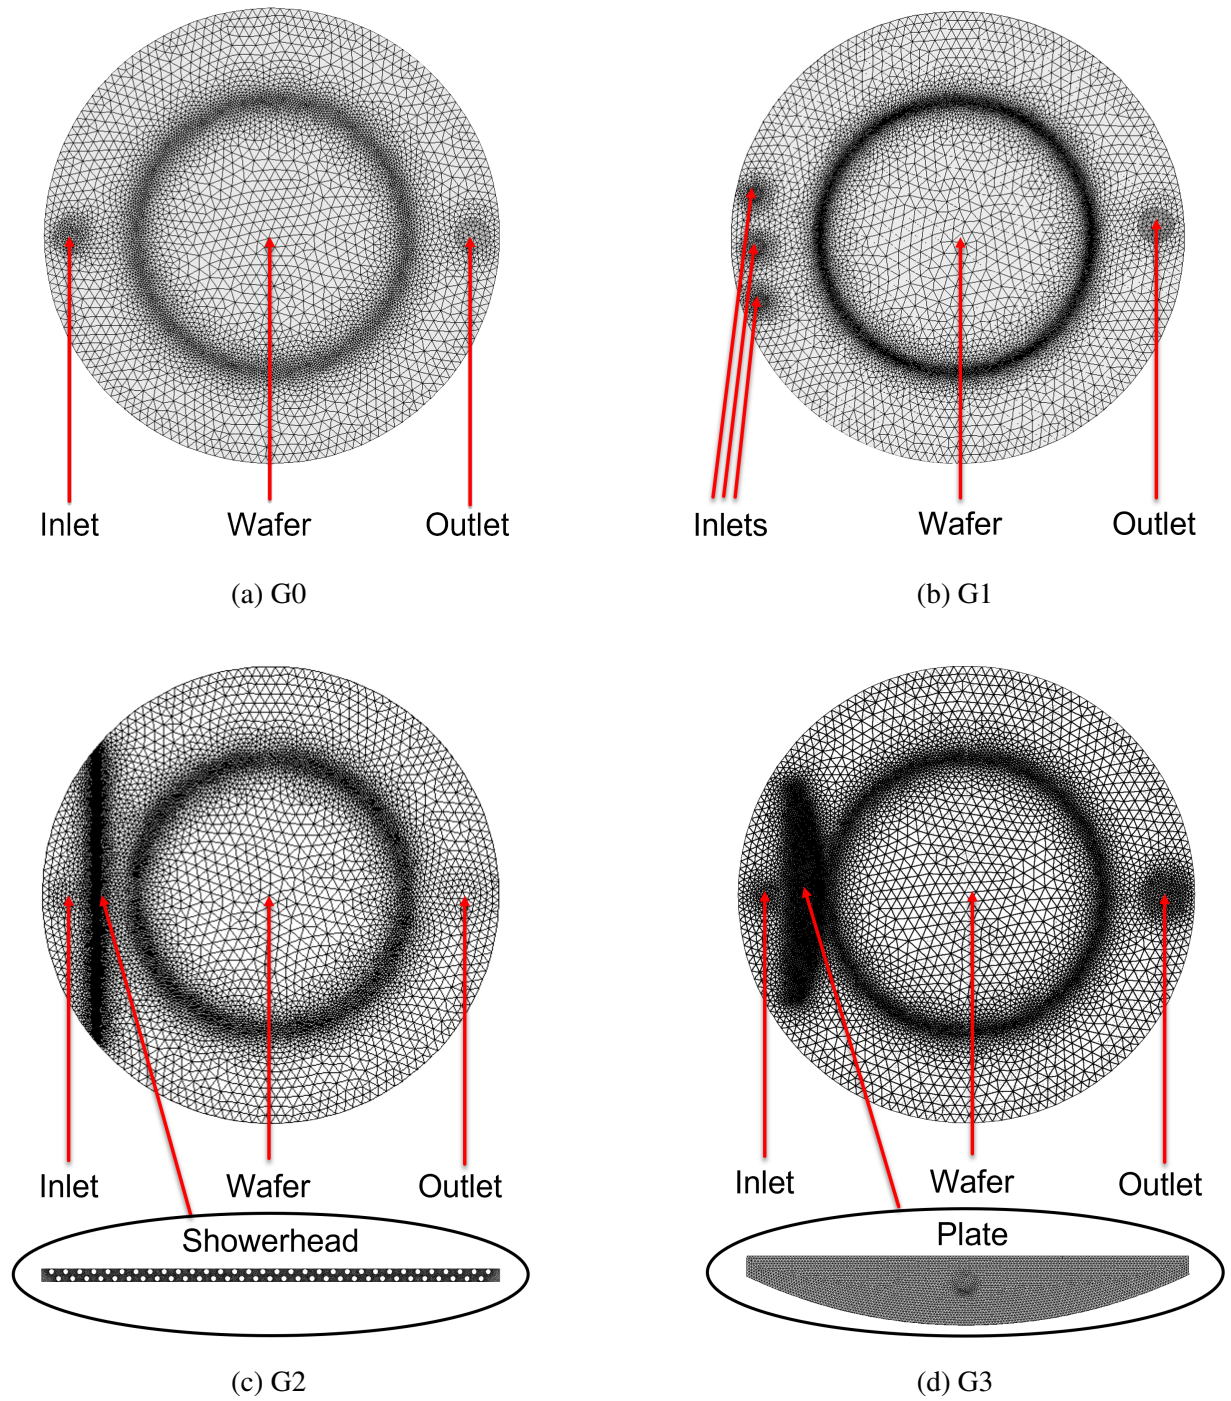 Inlet Wafer Outlet
Inlets Wafer Outlet
(a) G0
(b) G1
Inlet Wafer Outlet
Showerhead
Inlet Wafer Outlet
Plate
(c) G2
(d) G3